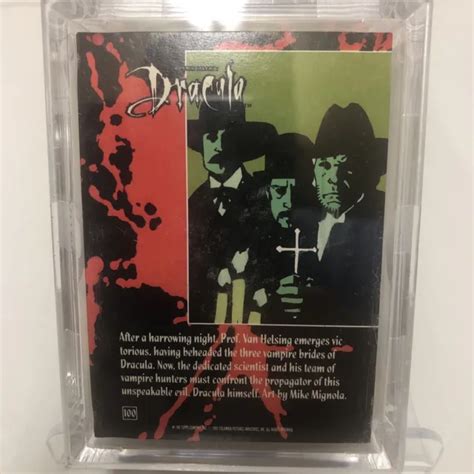 Dracula
TM
After a harrowing night, Prof. Van Helsing emerges vic
torious, having beheaded the three vampire brides of
Dracula. Now, the dedicated scientist and his team of
vampire hunters must confront the propagator of this
unspeakable evil, Dracula himself. Art by Mike Mignola.
100